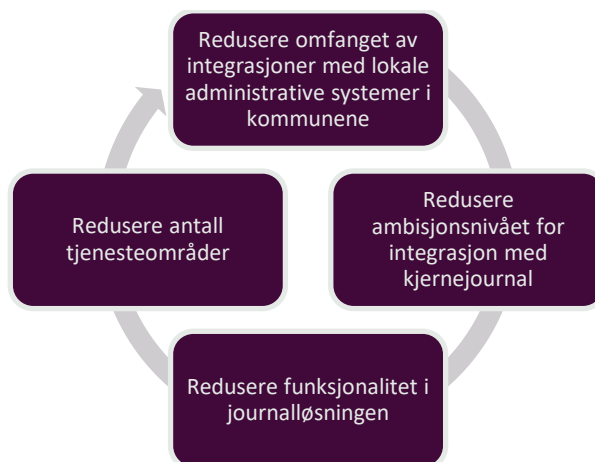 Redusere omfanget av
integrasjoner med lokale
administrative systemer i
kommunene
Redusere
ambisjonsnivået for
integrasjon med
kjernejournal
Redusere funksjonalitet i
journalløsningen
Redusere antall
tjenesteområder